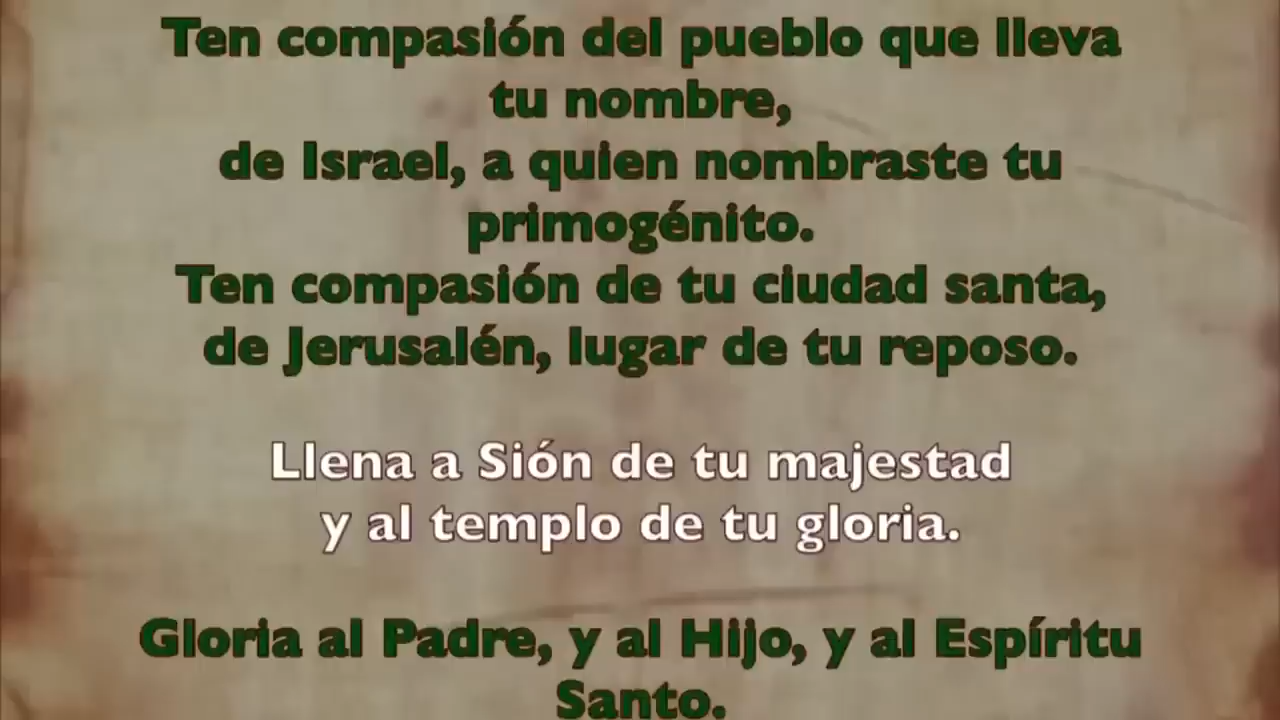 Ten compasión del pueblo que lleva
tu nombre,
de Israel, a quien nombraste tu
primogénito.
Ten compasión de tu ciudad santa,
de Jerusalén, lugar de tu reposo.
Llena a Sión de tu majestad
y al templo de tu gloria.
Gloria al Padre, y al Hijo, y al Espíritu
Santo.